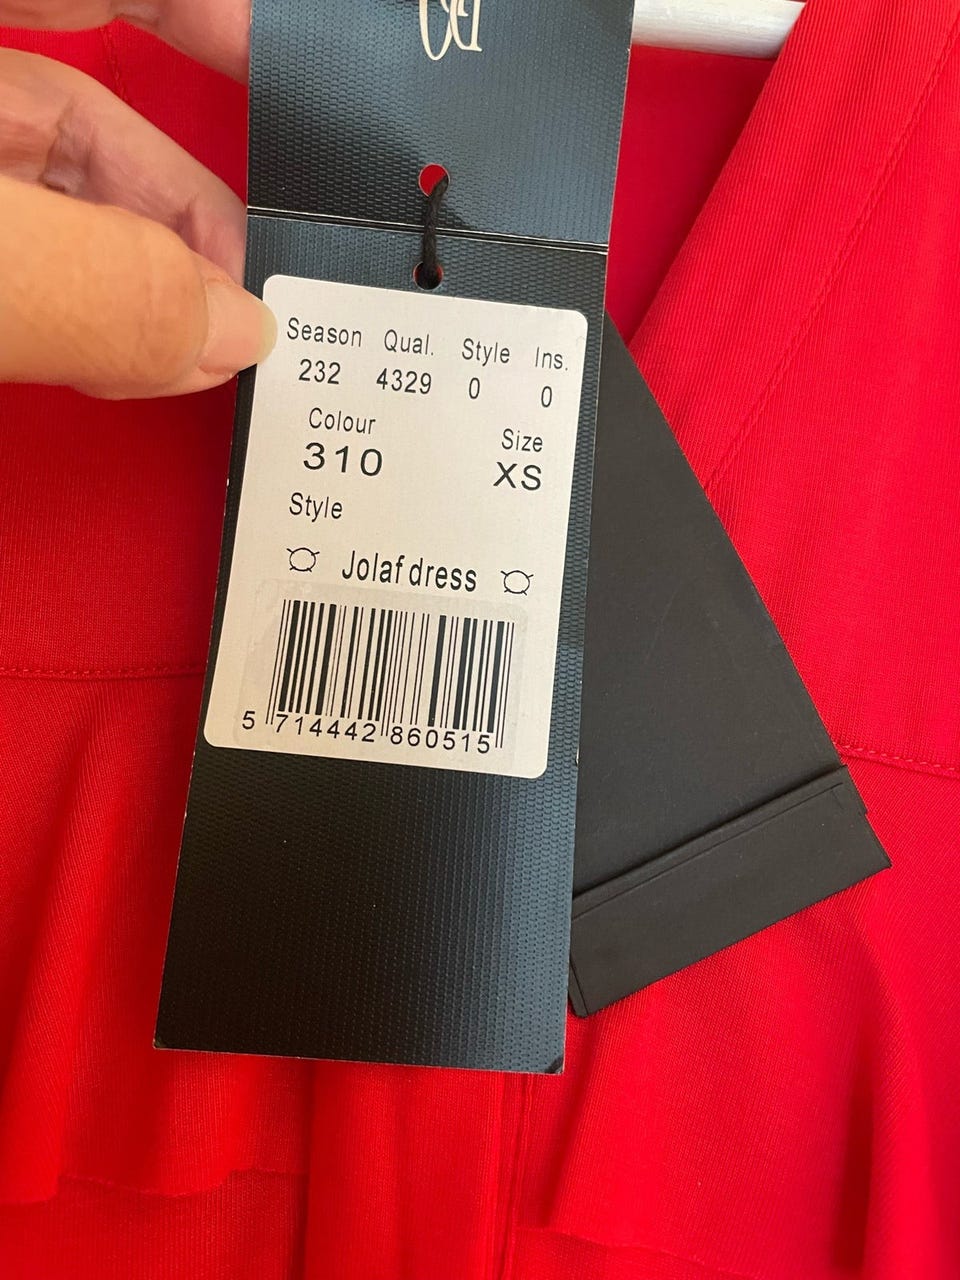 Season Qual. Style Ins.
232 4329 0 0
Colour Size
310 XS
Style
Jolaf dress
5 714442 860515